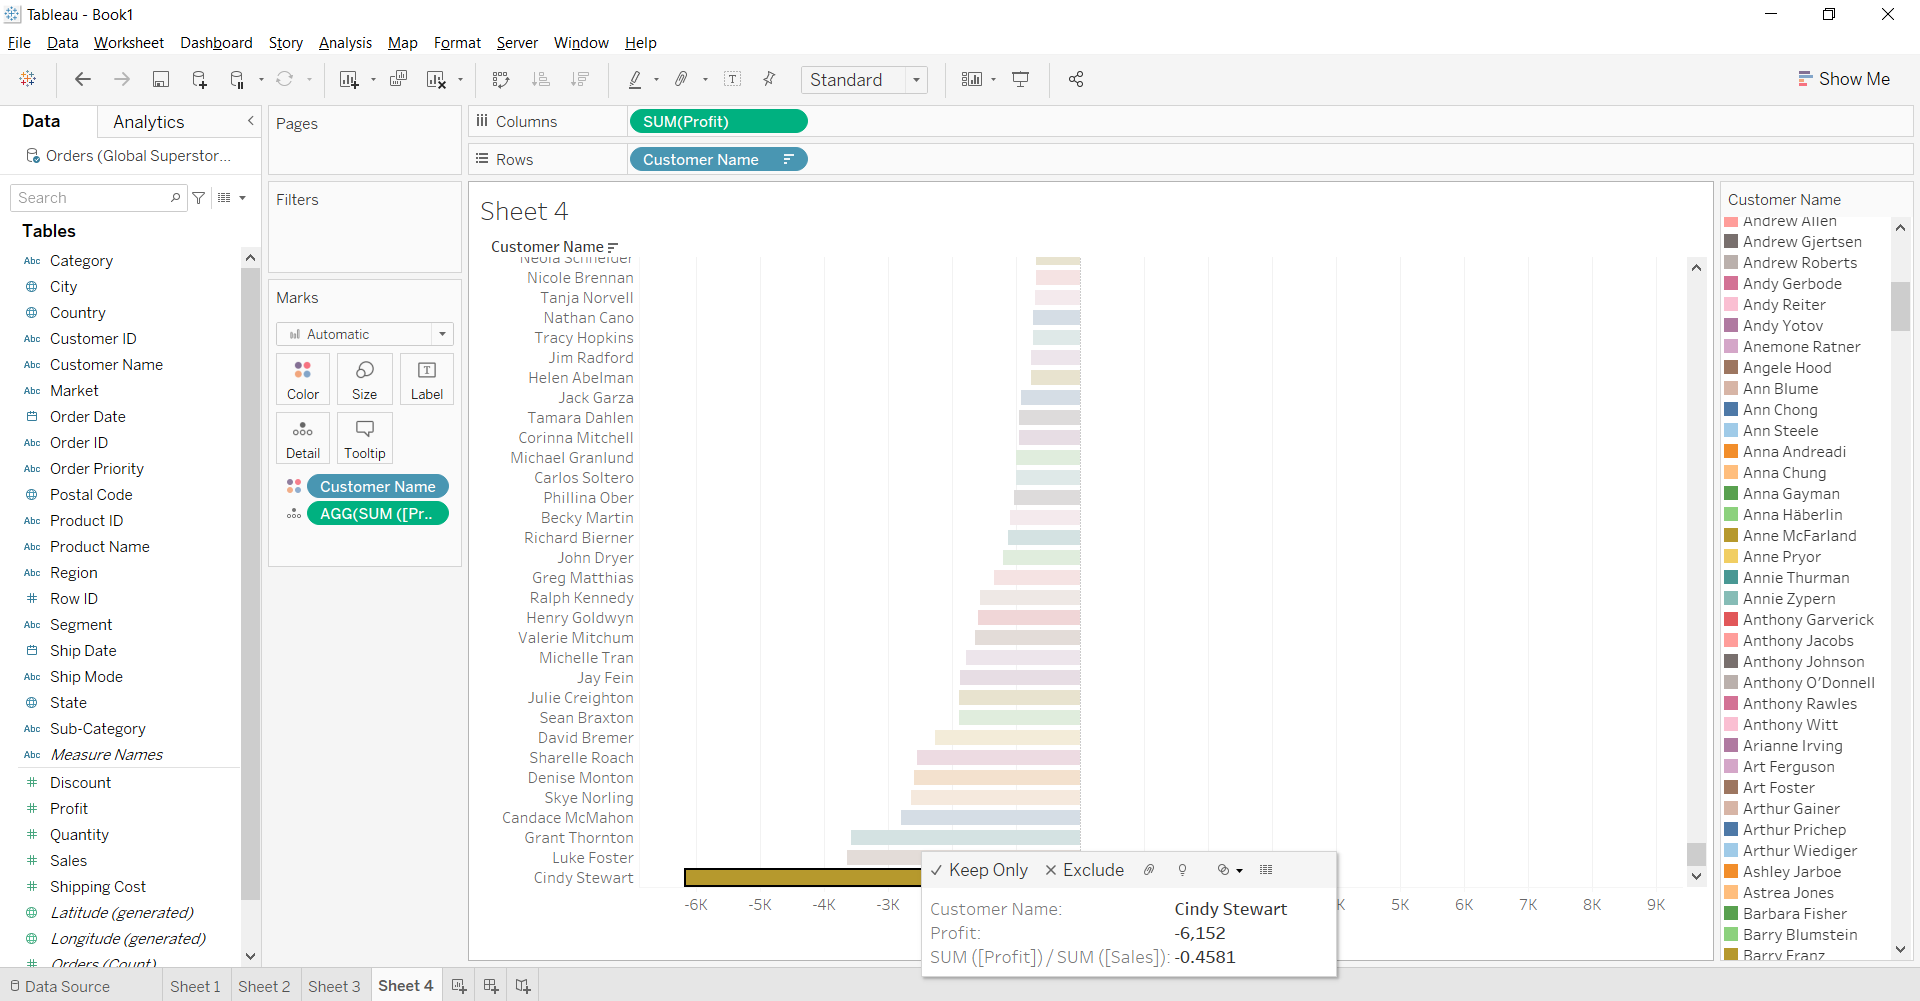 Tableau - Book1
File Data Worksheet Dashboard Story Analysis Map Format Server Window Help
Standard
Show Me
Data
Analytics
Orders (Global Superstor...
Search
Tables
Abc Category
City
Country
Abc Customer ID
Abc Customer Name
Abc Market
Order Date
Abc Order ID
Abc Order Priority
Postal Code
Abc Product ID
Abc Product Name
Abc Region
# Row ID
Abc Segment
Ship Date
Abc Ship Mode
State
Abc Sub-Category
Abc Measure Names
# Discount
# Profit
# Quantity
# Sales
# Shipping Cost
Latitude (generated)
Longitude (generated)
Orders (Count)
Pages
Filters
Marks
Automatic
Color
Size
T
Label
Detail
Tooltip
Customer Name
AGG(SUM ([Pr..
Columns
SUM(Profit)
Rows
Customer Name
Sheet 4
Customer Name
Neola Schneider
Nicole Brennan
Tanja Norvell
Nathan Cano
Tracy Hopkins
Jim Radford
Helen Abelman
Jack Garza
Tamara Dahlen
Corinna Mitchell
Michael Granlund
Carlos Soltero
Phillina Ober
Becky Martin
Richard Bierner
John Dryer
Greg Matthias
Ralph Kennedy
Henry Goldwyn
Valerie Mitchum
Michelle Tran
Jay Fein
Julie Creighton
Sean Braxton
David Bremer
Sharelle Roach
Denise Monton
Skye Norling
Candace McMahon
Grant Thornton
Luke Foster
Cindy Stewart
-6K -5K -4K -3K K 5K 6K 7K 8K 9K
Keep Only
Exclude
Customer Name: Cindy Stewart
Profit: -6,152
SUM ([Profit]) / SUM ([Sales]): -0.4581
Customer Name
Andrew Allen
Andrew Gjertsen
Andrew Roberts
Andy Gerbode
Andy Reiter
Andy Yotov
Anemone Ratner
Angele Hood
Ann Blume
Ann Chong
Ann Steele
Anna Andreadi
Anna Chung
Anna Gayman
Anna Häberlin
Anne McFarland
Anne Pryor
Annie Thurman
Annie Zypern
Anthony Garverick
Anthony Jacobs
Anthony Johnson
Anthony O'Donnell
Anthony Rawles
Anthony Witt
Arianne Irving
Art Ferguson
Art Foster
Arthur Gainer
Arthur Prichep
Arthur Wiediger
Ashley Jarboe
Astrea Jones
Barbara Fisher
Barry Blumstein
Barry Franz
Data Source
Sheet 1
Sheet 2
Sheet 3
Sheet 4